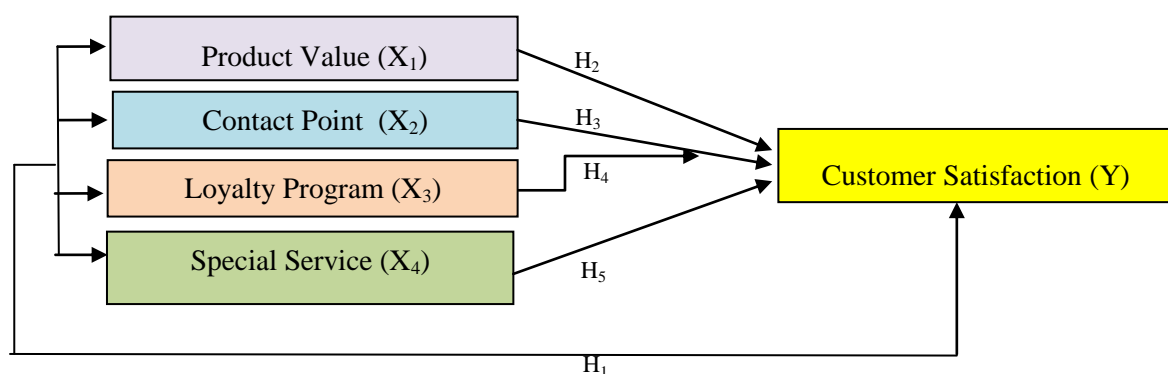 Product Value (X₁)
H₂
Contact Point (X₂)
H₃
Loyalty Program (X₃)
H₄
Customer Satisfaction (Y)
Special Service (X₄)
H₅
H₁